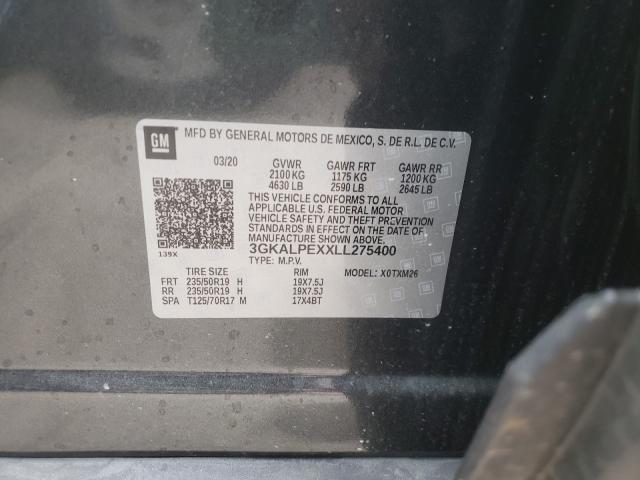 GM
MFD BY GENERAL MOTORS DE MEXICO, S. DE R.L. DE C.V.
03/20 GVWR GAWR FRT GAWR RR
2100 KG 1175 KG 1200 KG
4630 LB 2590 LB 2645 LB
THIS VEHICLE CONFORMS TO ALL
APPLICABLE U.S. FEDERAL MOTOR
VEHICLE SAFETY AND THEFT PREVENTION
STANDARDS IN EFFECT ON THE DATE OF
MANUFACTURE SHOWN ABOVE.
139X
3GKALPEXXLL275400
TYPE: M.P.V. MODEL: X0TXM26
TIRE SIZE RIM
FRT 235/50R19 H 19X7.5J
RR 235/50R19 H 19X7.5J
SPA T125/70R17 M 17X4BT